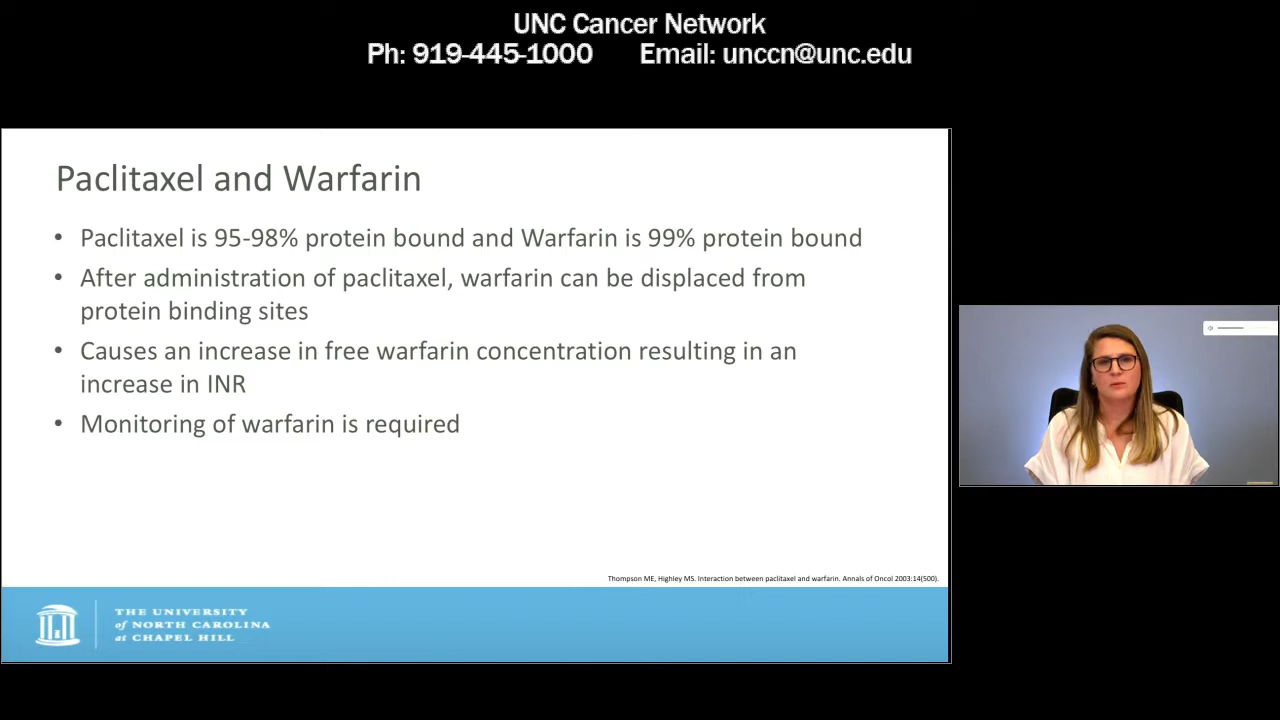 UNC Cancer Network
Ph: 919-445-1000 Email: unccn@unc.edu
Paclitaxel and Warfarin
• Paclitaxel is 95-98% protein bound and Warfarin is 99% protein bound
• After administration of paclitaxel, warfarin can be displaced from
protein binding sites
• Causes an increase in free warfarin concentration resulting in an
increase in INR
• Monitoring of warfarin is required
Thompson ME, Highley MS. Interaction between paclitaxel and warfarin. Annals of Oncol 2003:14(500).
THE UNIVERSITY
of NORTH CAROLINA
at CHAPEL HILL